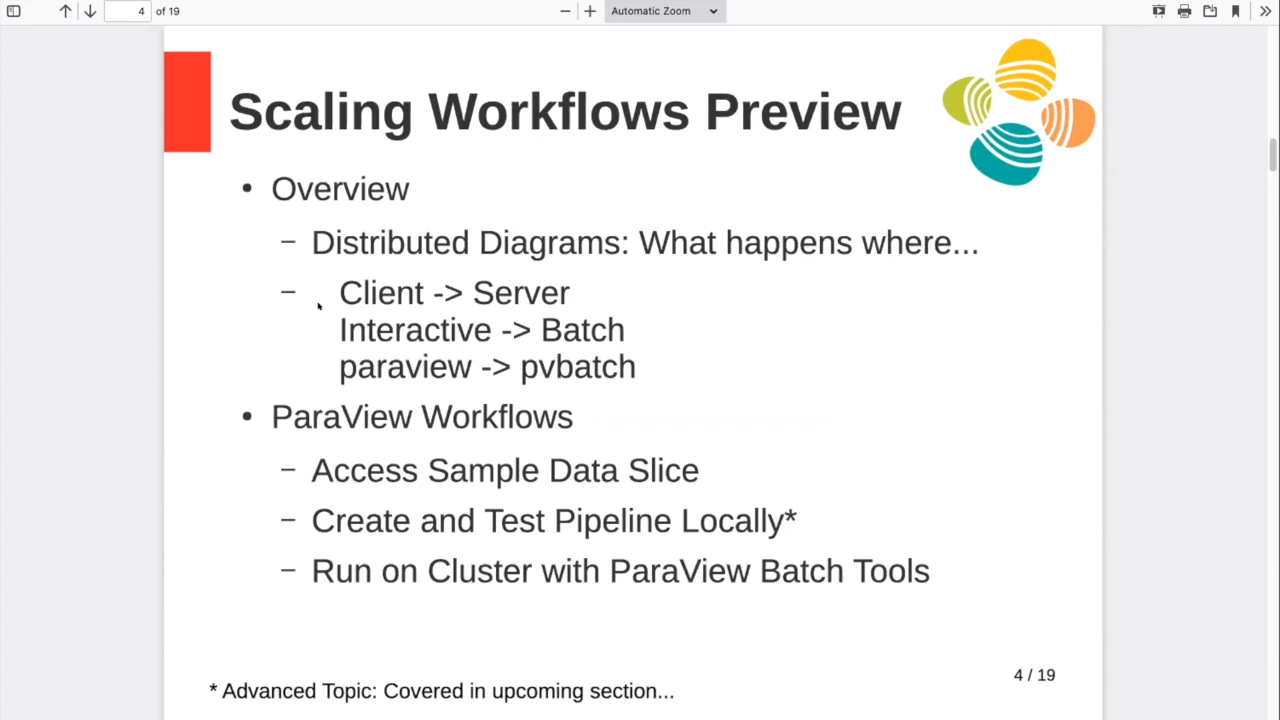 4 of 19
Automatic Zoom
Scaling Workflows Preview
• Overview
– Distributed Diagrams: What happens where...
– Client -> Server
Interactive -> Batch
paraview -> pvbatch
• ParaView Workflows
– Access Sample Data Slice
– Create and Test Pipeline Locally*
– Run on Cluster with ParaView Batch Tools
4 / 19
* Advanced Topic: Covered in upcoming section...